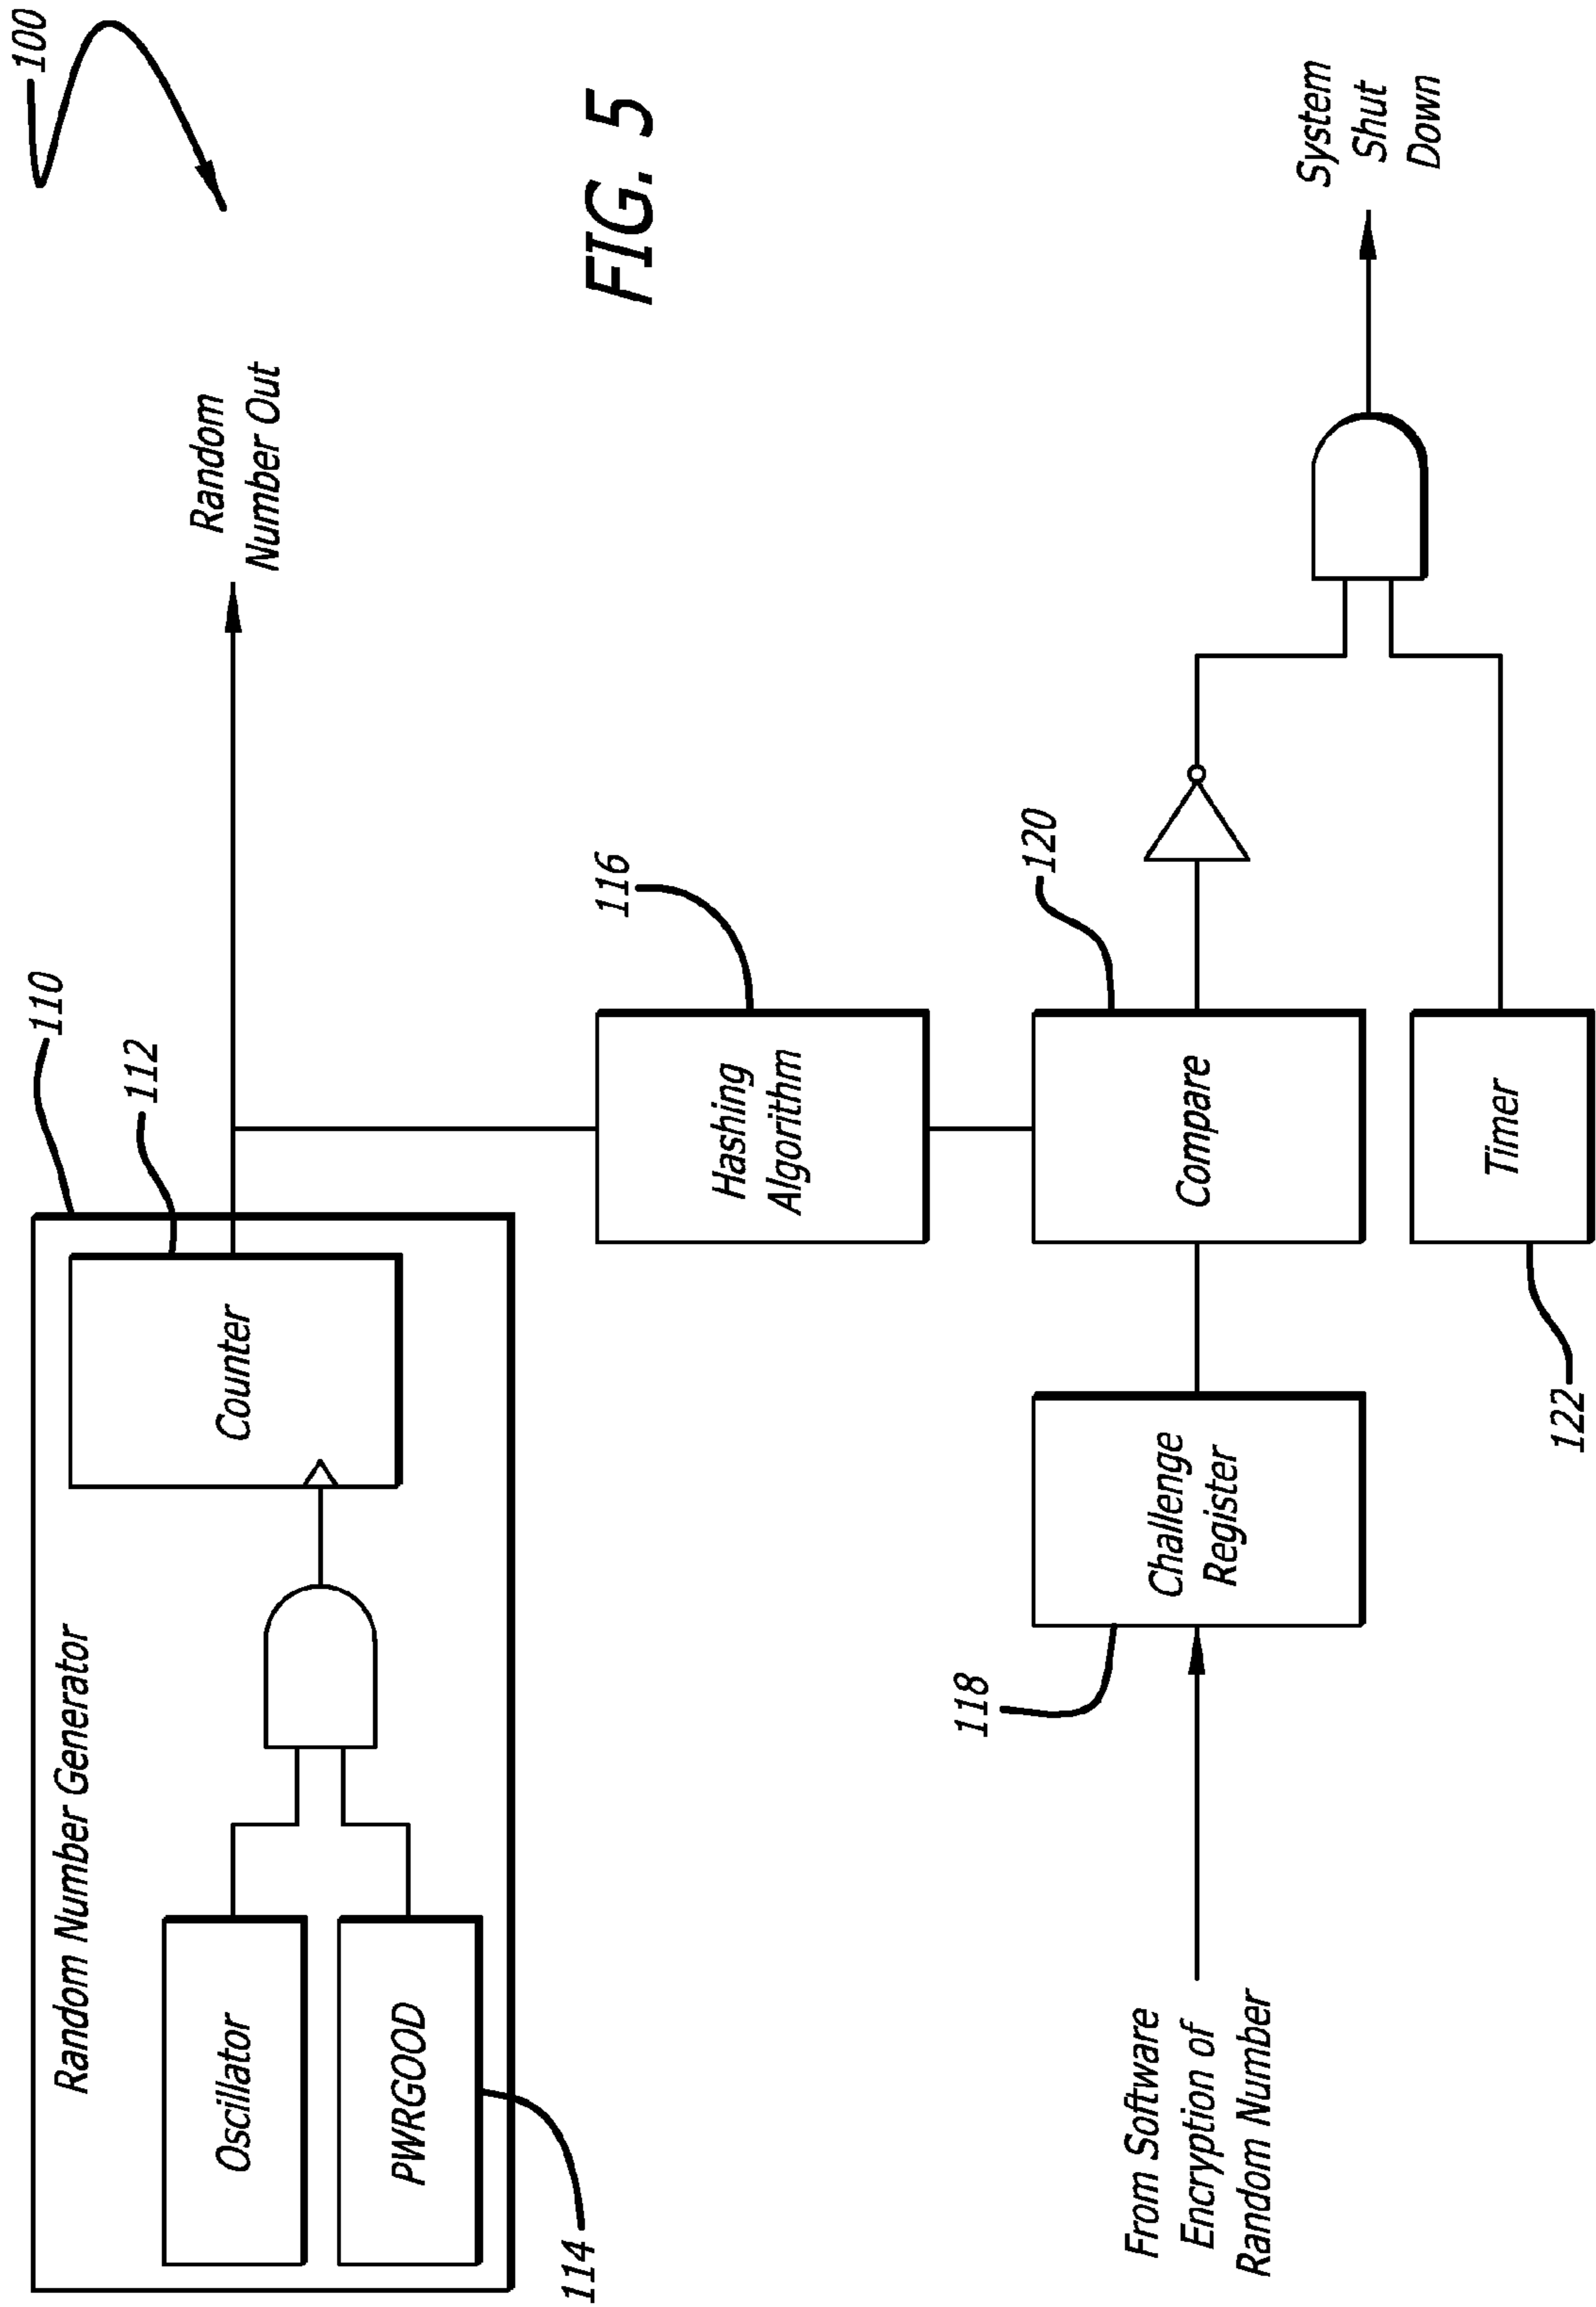 100
110
Random Number Generator
112
Oscillator
PWRGOOD
114
Counter
Random
Number Out
FIG. 5
116
Hashing
Algorithm
118
120
From Software
Encryption of
Random Number
Challenge
Register
Compare
System
Shut
Down
Timer
122